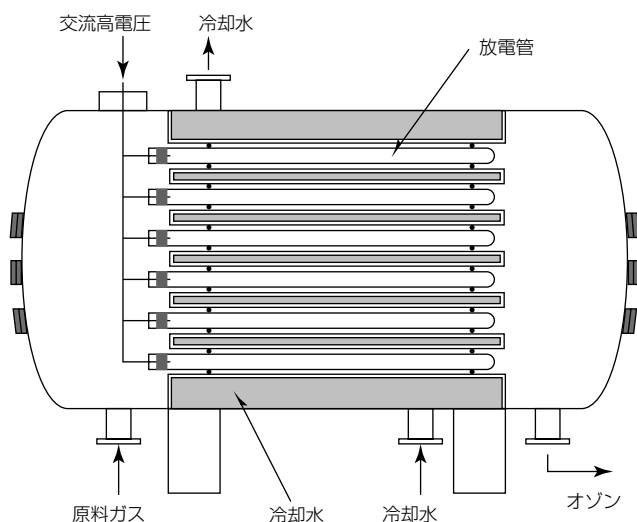 交流高電圧
冷却水
放電管
原料ガス
冷却水
冷却水
オゾン